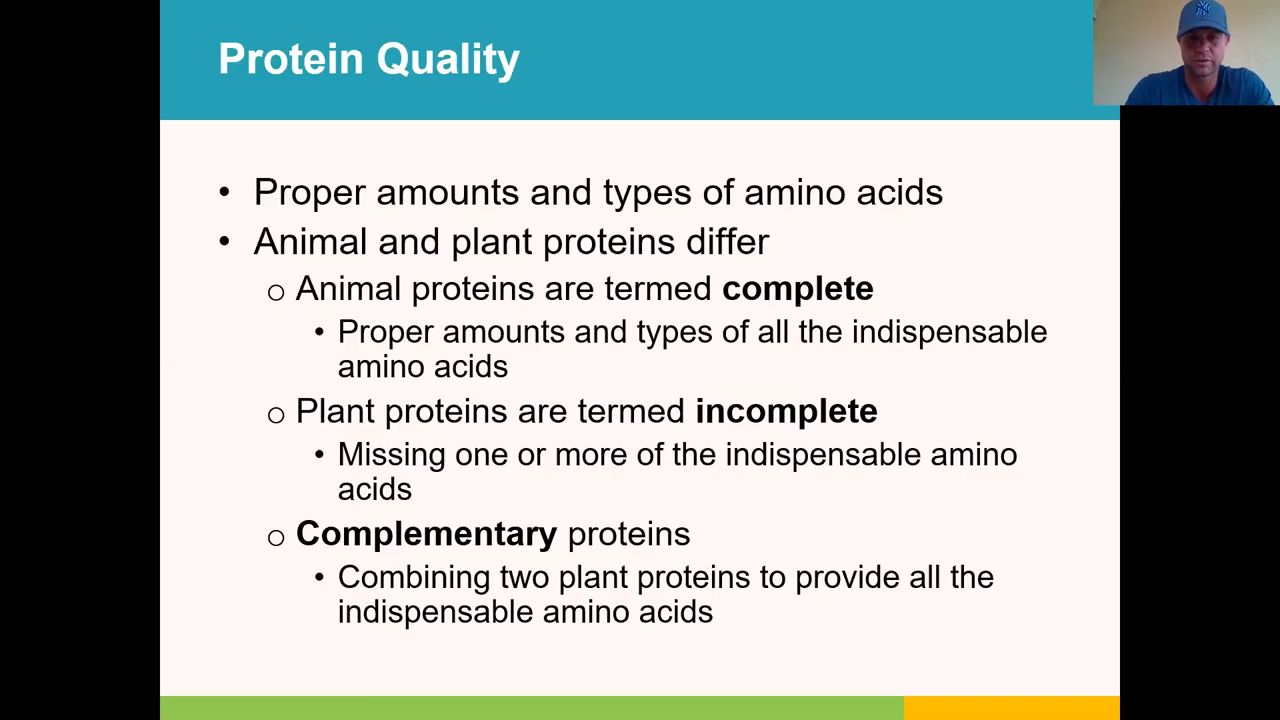 Protein Quality
• Proper amounts and types of amino acids
• Animal and plant proteins differ
o Animal proteins are termed complete
• Proper amounts and types of all the indispensable
amino acids
o Plant proteins are termed incomplete
• Missing one or more of the indispensable amino
acids
o Complementary proteins
• Combining two plant proteins to provide all the
indispensable amino acids